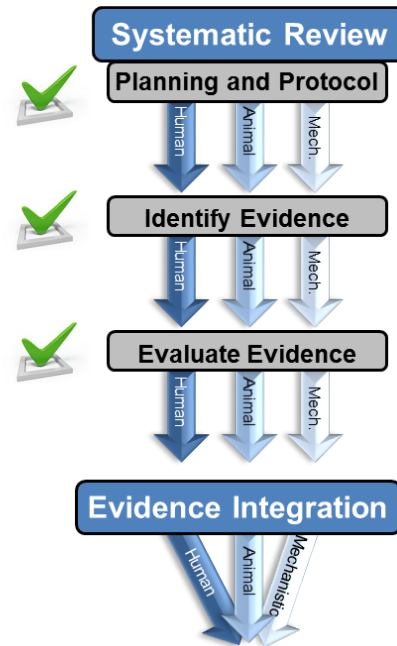 Systematic Review
Planning and Protocol
Human
Animal
Mech.
Identify Evidence
Human
Animal
Mech.
Evaluate Evidence
Human
Animal
Mech.
Evidence Integration
Human
Animal
Mechanistic